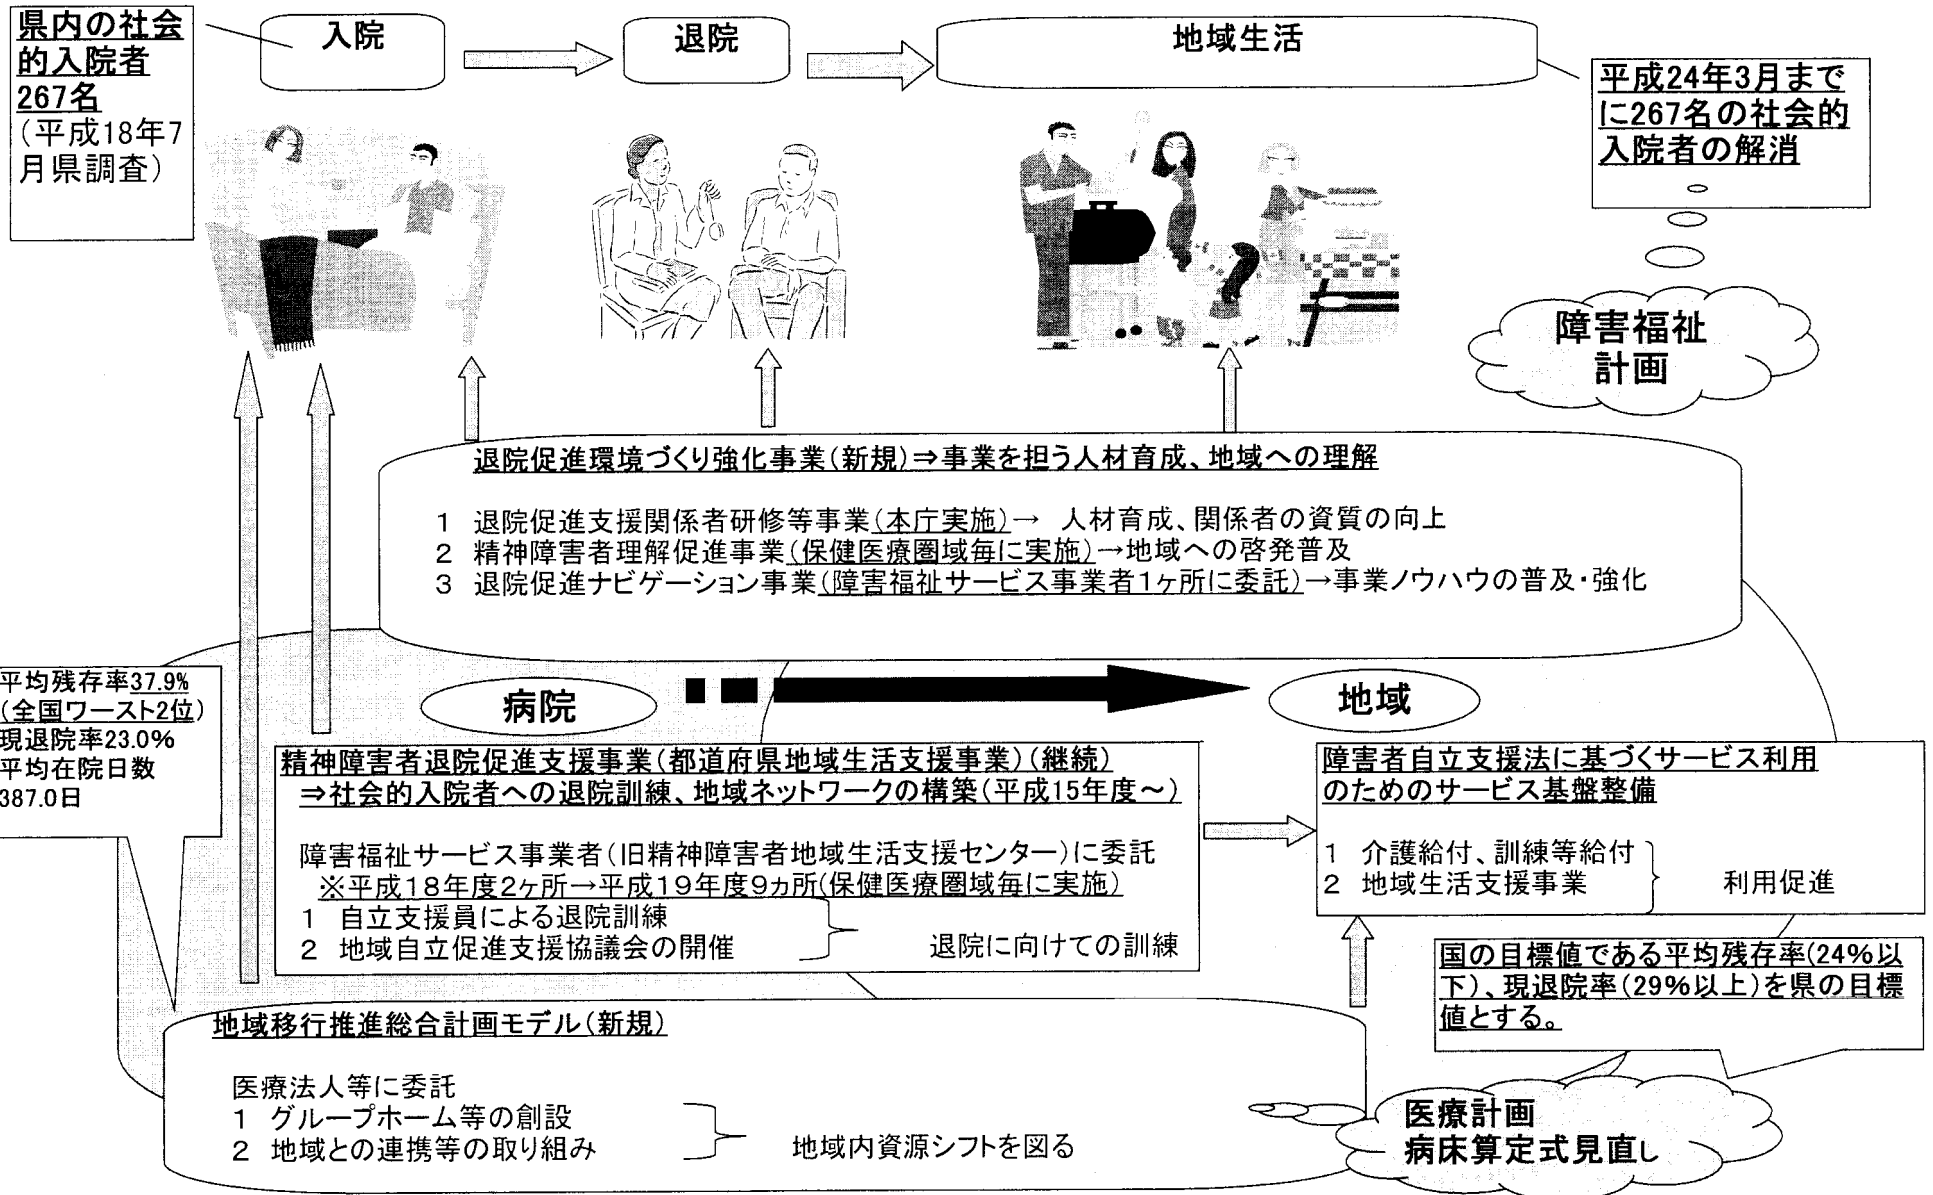 県内の社会
的入院者
267名
（平成18年7
月県調査）
入院
退院
地域生活
平成24年3月まで
に267名の社会的
入院者の解消
障害福祉
計画
退院促進環境づくり強化事業（新規）⇒事業を担う人材育成、地域への理解
1　退院促進支援関係者研修等事業（本庁実施）→　人材育成、関係者の資質の向上
2　精神障害者理解促進事業（保健医療圏域毎に実施）→地域への啓発普及
3　退院促進ナビゲーション事業（障害福祉サービス事業者1ヶ所に委託）→事業ノウハウの普及・強化
平均残存率37.9%
（全国ワースト2位）
現退院率23.0%
平均在院日数
387.0日
病院
地域
精神障害者退院促進支援事業（都道府県地域生活支援事業）（継続）
⇒社会的入院者への退院訓練、地域ネットワークの構築（平成15年度～）
障害福祉サービス事業者（旧精神障害者地域生活支援センター）に委託
※平成18年度2ヶ所→平成19年度9ヵ所（保健医療圏域毎に実施）
1　自立支援員による退院訓練
2　地域自立促進支援協議会の開催
退院に向けての訓練
障害者自立支援法に基づくサービス利用
のためのサービス基盤整備
1　介護給付、訓練等給付
2　地域生活支援事業
利用促進
国の目標値である平均残存率（24%以
下）、現退院率（29%以上）を県の目標
値とする。
地域移行推進総合計画モデル（新規）
医療法人等に委託
1　グループホーム等の創設
2　地域との連携等の取り組み
地域内資源シフトを図る
医療計画
病床算定式見直し